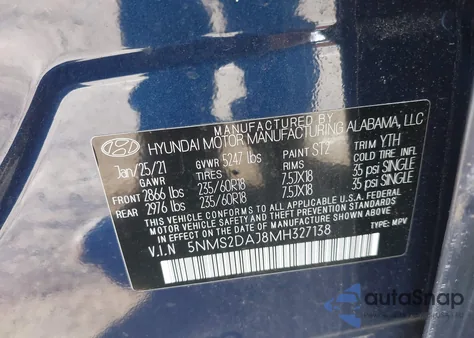 MANUFACTURED BY
HYUNDAI MOTOR MANUFACTURING ALABAMA, LLC
Jan/25/21 GVWR 5247 lbs PAINT ST2 TRIM YTH
GAWR TIRES RIMS COLD TIRE INFL.
FRONT 2866 lbs 235/60R18 7.5JX18 35 psi SINGLE
REAR 2976 lbs 235/60R18 7.5JX18 35 psi SINGLE
THIS VEHICLE CONFORMS TO ALL APPLICABLE U.S.A. FEDERAL
MOTOR VEHICLE SAFETY, BUMPER, AND THEFT PREVENTION
STANDARDS IN EFFECT ON THE DATE OF MANUFACTURE SHOWN ABOVE.
V.I.N 5NMS2DAJ8MH327138 TYPE: MPV
autoSnap